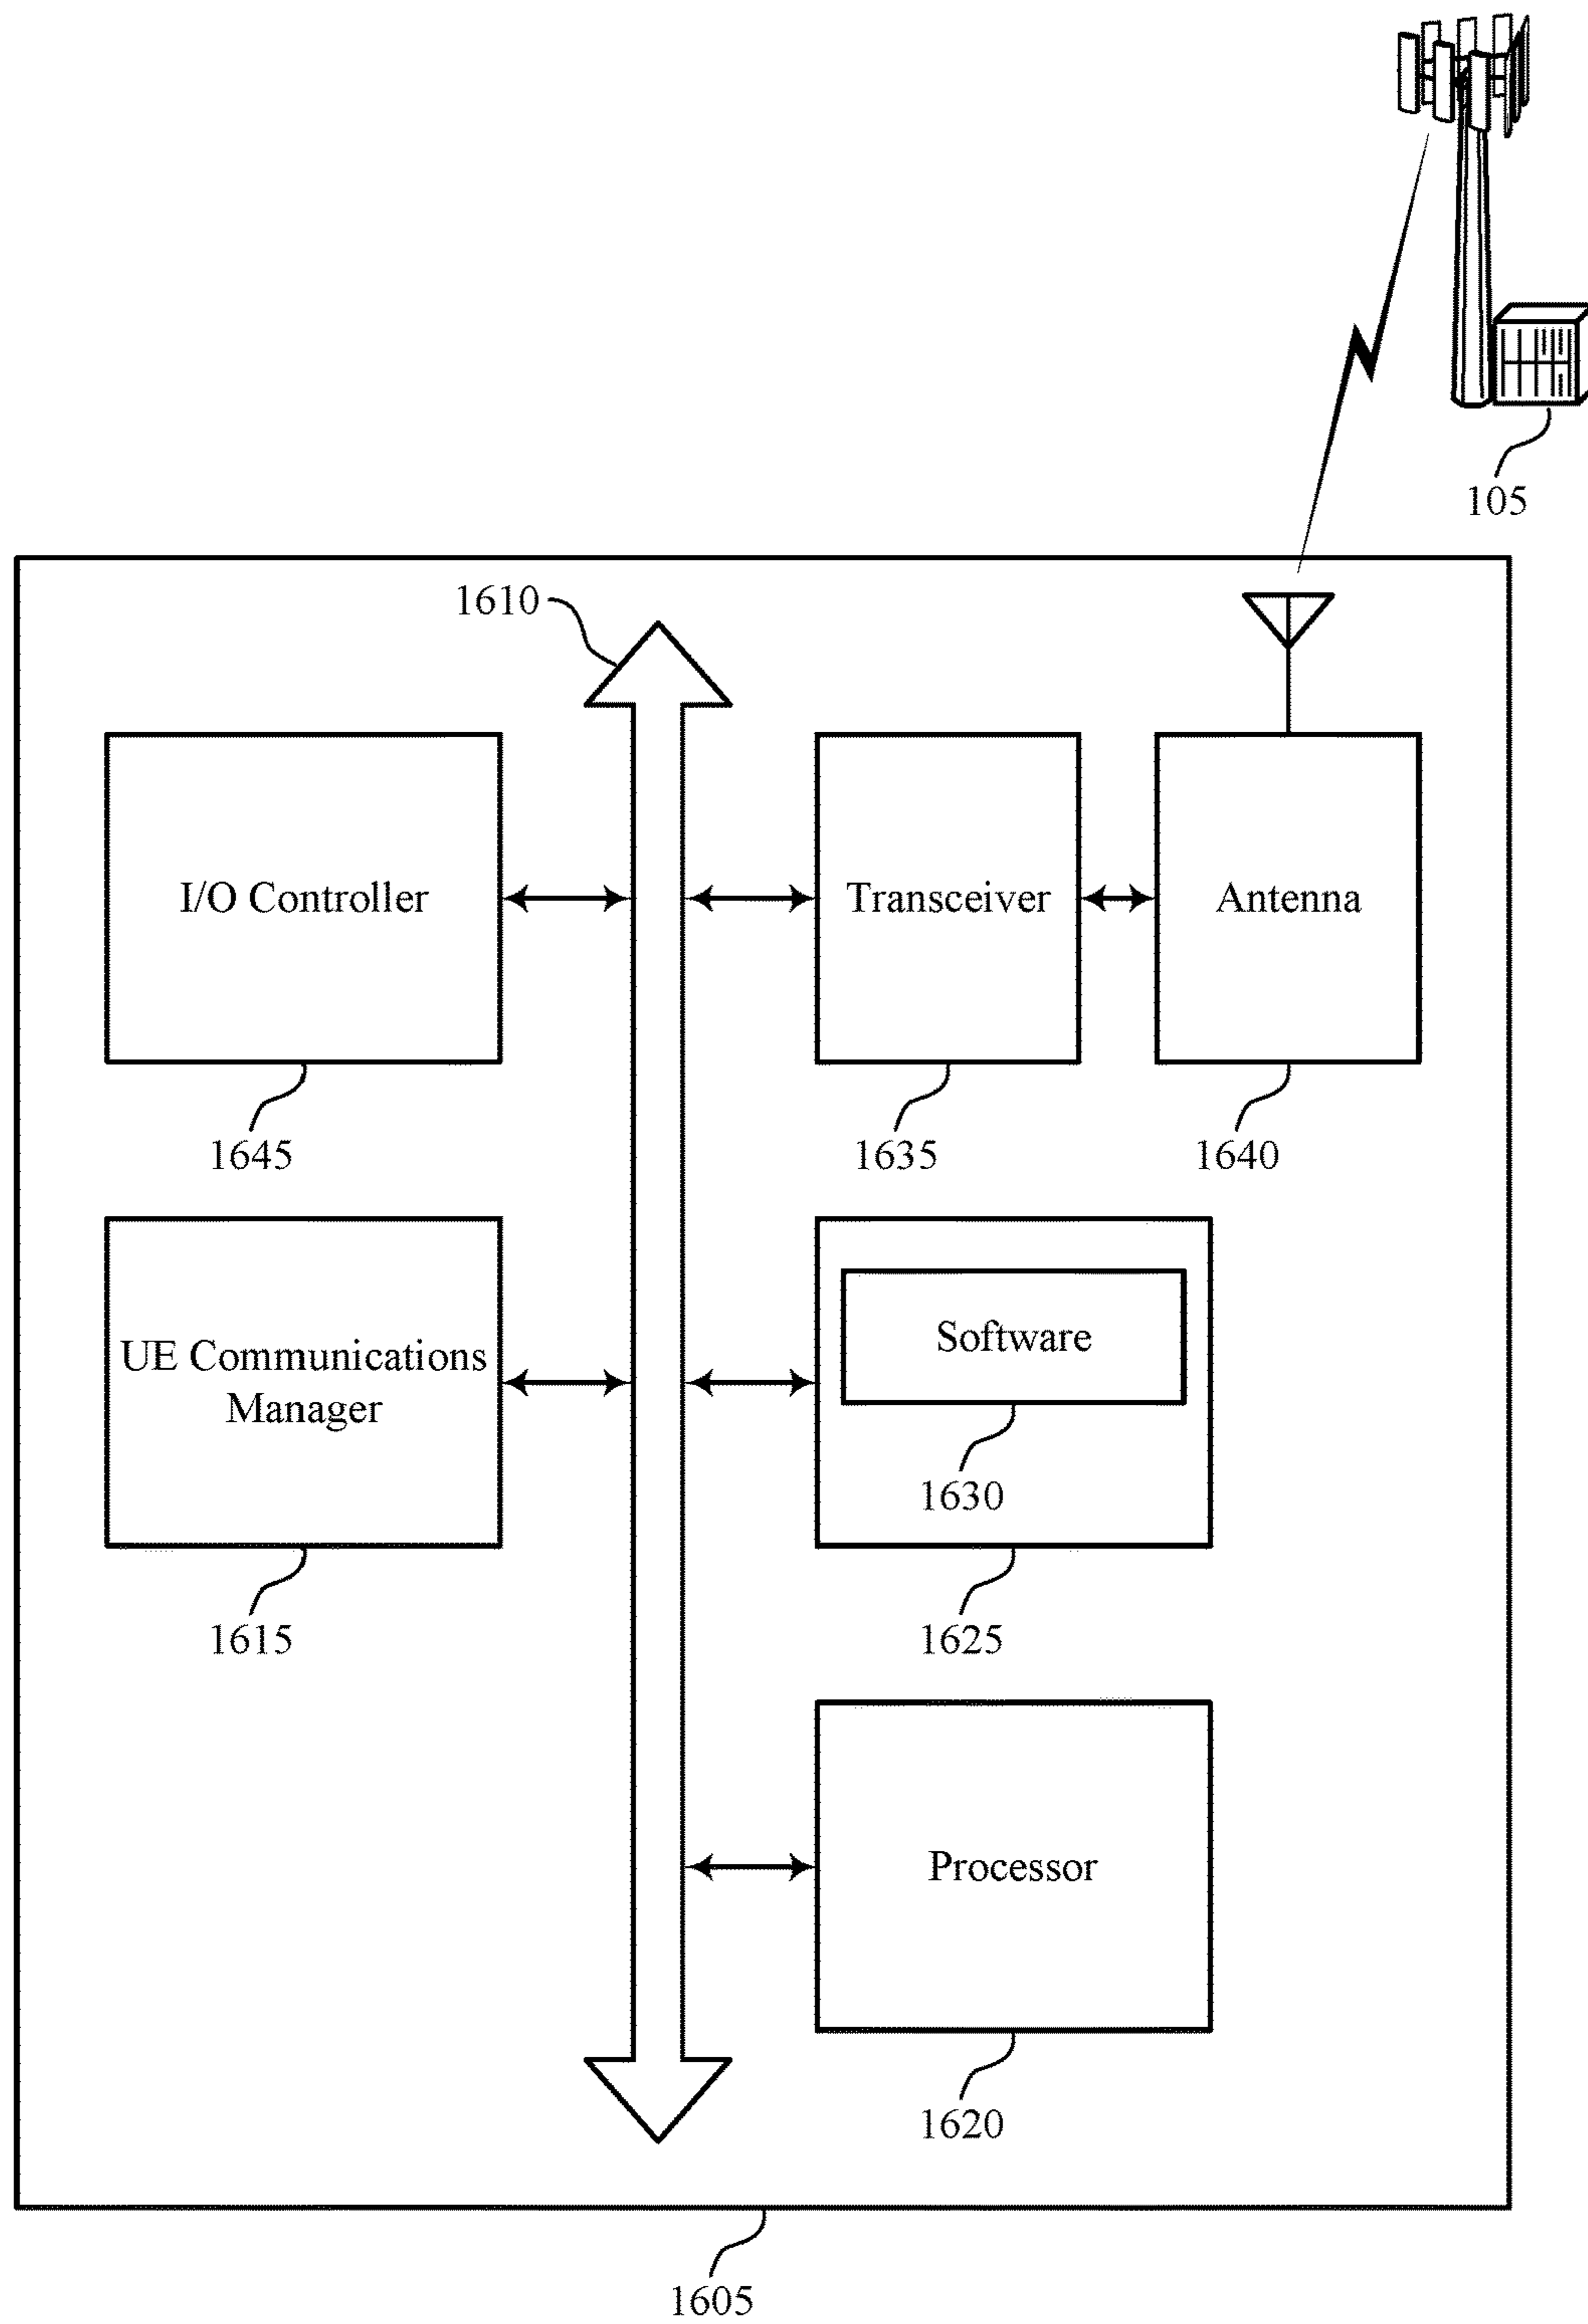 105
1610
I/O Controller
Transceiver
Antenna
1645
1635
1640
UE Communications
Manager
Software
1630
1615
1625
Processor
1620
1605